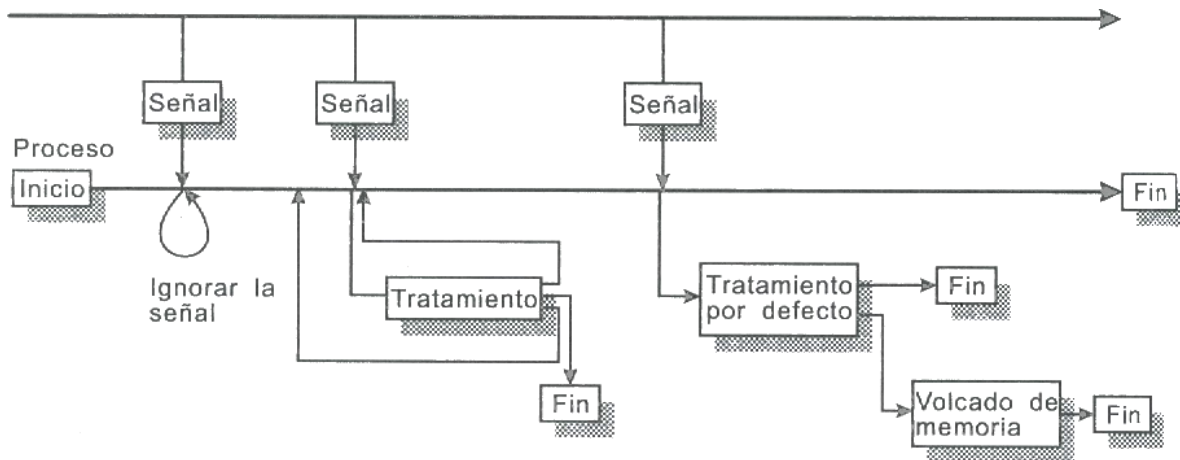 Señal
Señal
Señal
Proceso
Inicio
Fin
Ignorar la
señal
Tratamiento
Fin
Tratamiento
por defecto
Fin
Volcado de
memoria
Fin